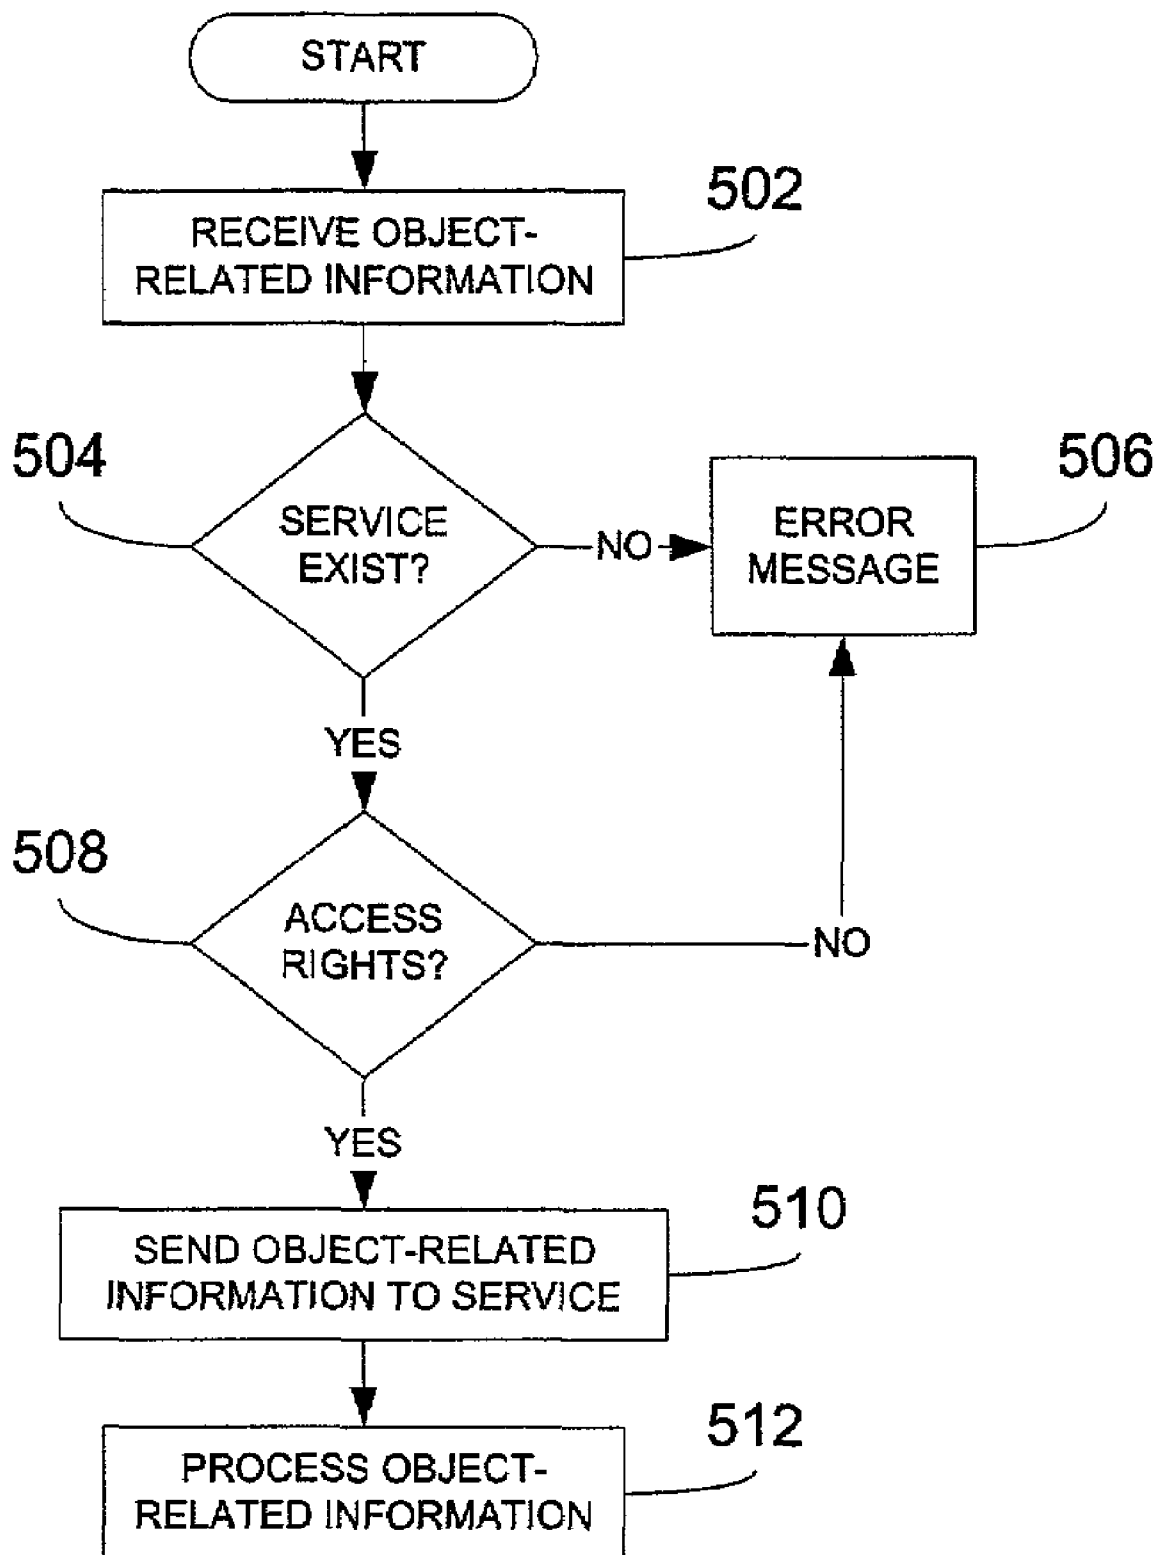 START
502
RECEIVE OBJECT-
RELATED INFORMATION
504
SERVICE
EXIST?
NO
506
ERROR
MESSAGE
YES
508
ACCESS
RIGHTS?
NO
YES
510
SEND OBJECT-RELATED
INFORMATION TO SERVICE
512
PROCESS OBJECT-
RELATED INFORMATION